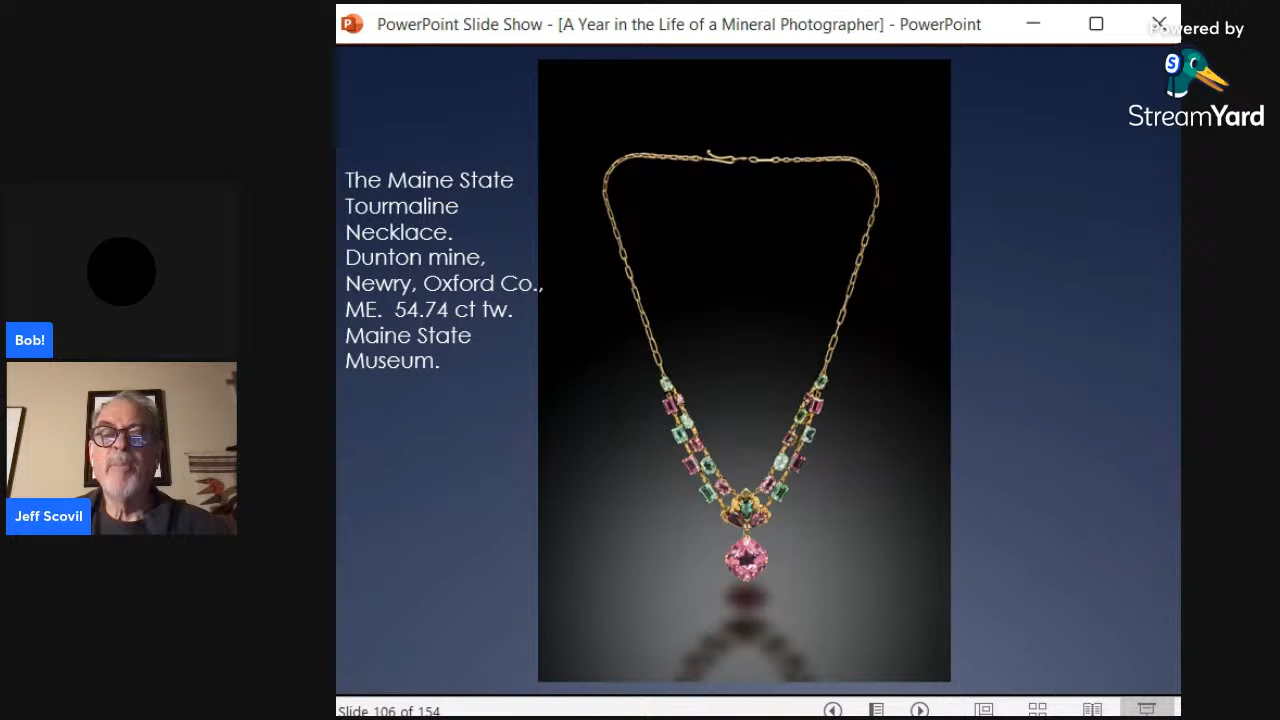 PowerPoint Slide Show - [A Year in the Life of a Mineral Photographer] - PowerPoint
Powered by
StreamYard
The Maine State
Tourmaline
Necklace.
Dunton mine,
Newry, Oxford Co.,
ME. 54.74 ct tw.
Maine State
Museum.
Bob!
Jeff Scovil
Slide 106 of 154